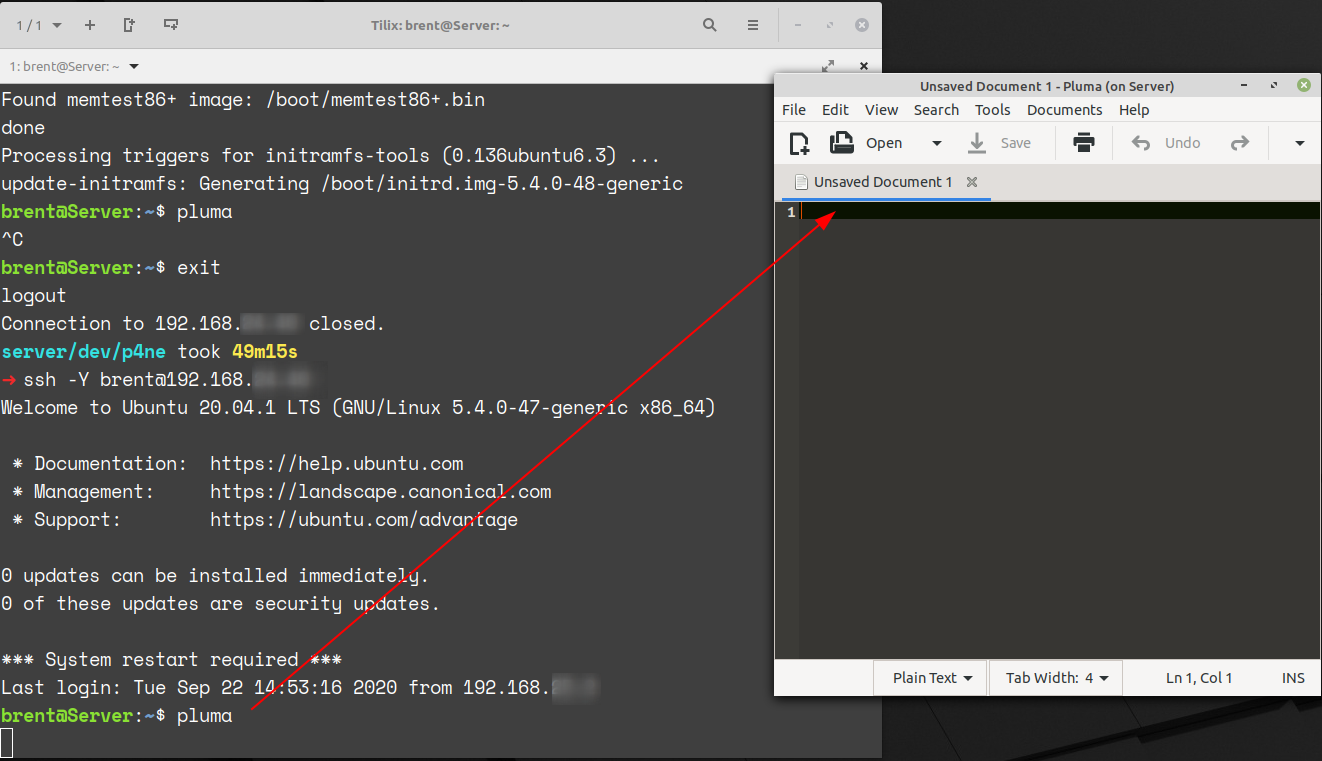 1 / 1
Tilix: brent@Server: ~
1: brent@Server: ~
Found memtest86+ image: /boot/memtest86+.bin
done
Processing triggers for initramfs-tools (0.136ubuntu6.3) ...
update-initramfs: Generating /boot/initrd.img-5.4.0-48-generic
brent@Server:~$ pluma
^C
brent@Server:~$ exit
logout
Connection to 192.168. closed.
server/dev/p4ne took 49m15s
➜ ssh -Y brent@192.168.
Welcome to Ubuntu 20.04.1 LTS (GNU/Linux 5.4.0-47-generic x86_64)
* Documentation: https://help.ubuntu.com
* Management: https://landscape.canonical.com
* Support: https://ubuntu.com/advantage
0 updates can be installed immediately.
0 of these updates are security updates.
*** System restart required ***
Last login: Tue Sep 22 14:53:16 2020 from 192.168.
brent@Server:~$ pluma
Unsaved Document 1 - Pluma (on Server)
File Edit View Search Tools Documents Help
Open Save Undo
Unsaved Document 1
1
Plain Text Tab Width: 4 Ln 1, Col 1 INS